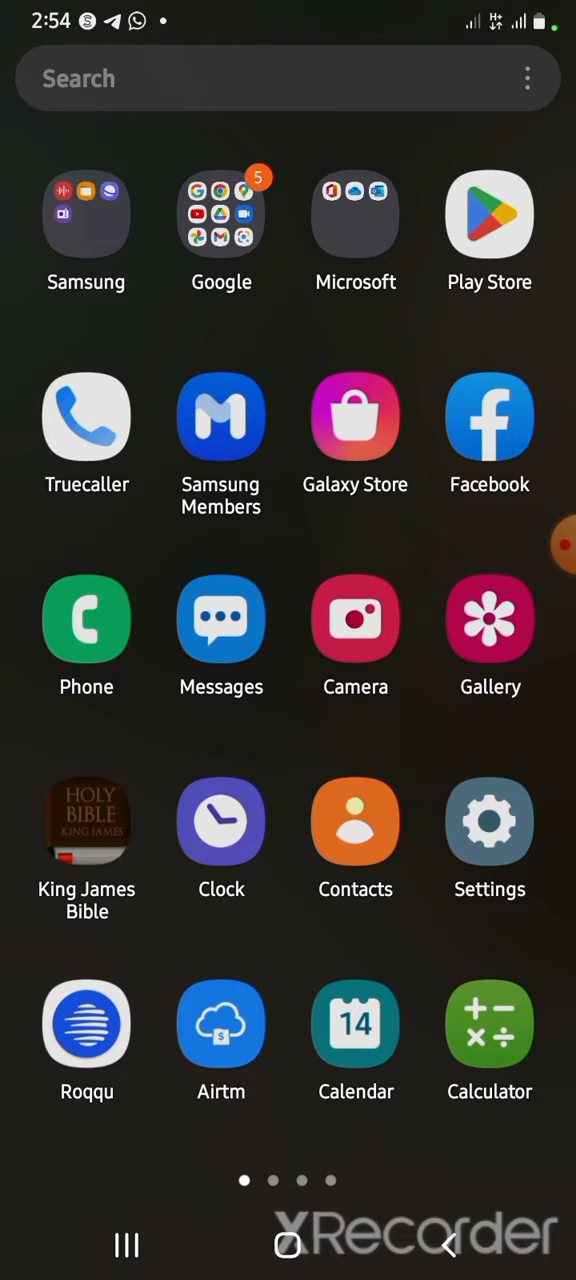 2:54
Search
5
Samsung
Google
Microsoft
Play Store
Truecaller
Samsung
Members
Galaxy Store
Facebook
Phone
Messages
Camera
Gallery
HOLY
BIBLE
KING JAMES
King James
Bible
Clock
Contacts
Settings
Roqqu
$
Airtm
14
Calendar
Calculator
XRecorder